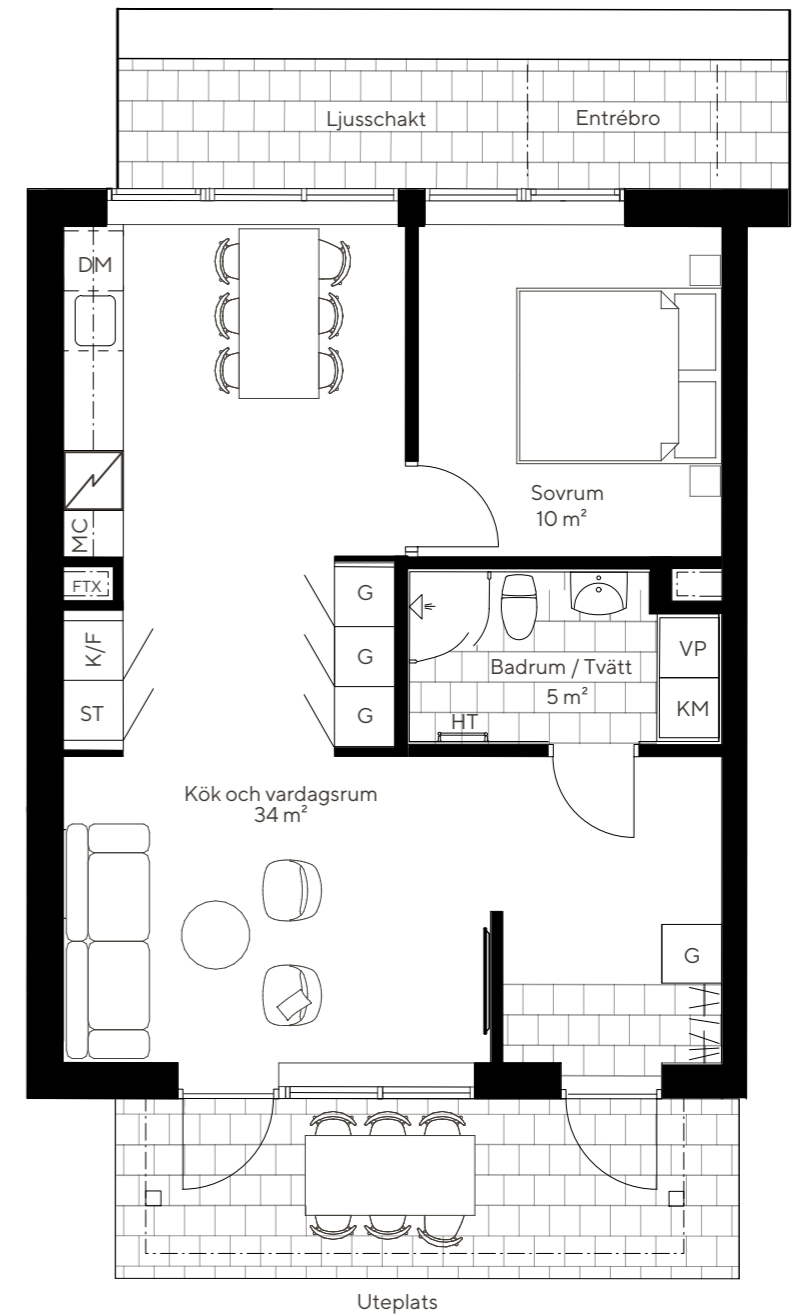 Ljusschakt
Entrébro
DM
Sovrum
10 m²
MC
FTX
G
K/F
G
Badrum / Tvätt
5 m²
VP
ST
G
HT
KM
Kök och vardagsrum
34 m²
G
Uteplats